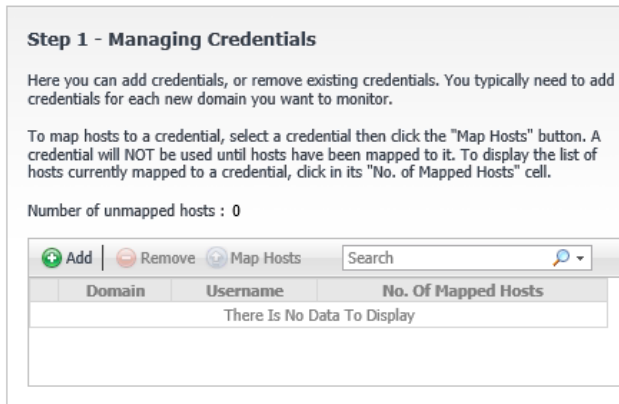 Step 1 - Managing Credentials
Here you can add credentials, or remove existing credentials. You typically need to add
credentials for each new domain you want to monitor.
To map hosts to a credential, select a credential then click the "Map Hosts" button. A
credential will NOT be used until hosts have been mapped to it. To display the list of
hosts currently mapped to a credential, click in its "No. of Mapped Hosts" cell.
Number of unmapped hosts : 0
Add Remove Map Hosts Search
Domain Username No. Of Mapped Hosts
There Is No Data To Display